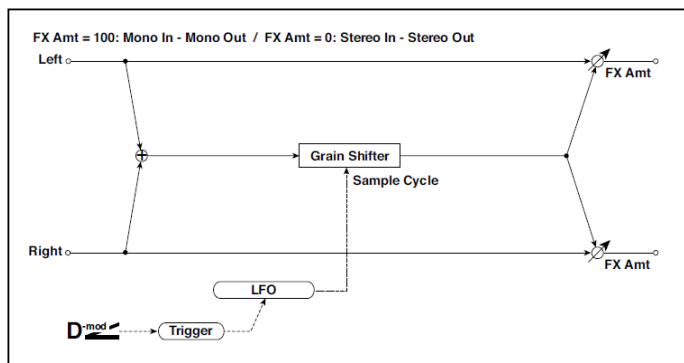 FX Amt = 100: Mono In - Mono Out / FX Amt = 0: Stereo In - Stereo Out
Left
FX Amt
Grain Shifter
Sample Cycle
Right
FX Amt
LFO
D-mod
Trigger